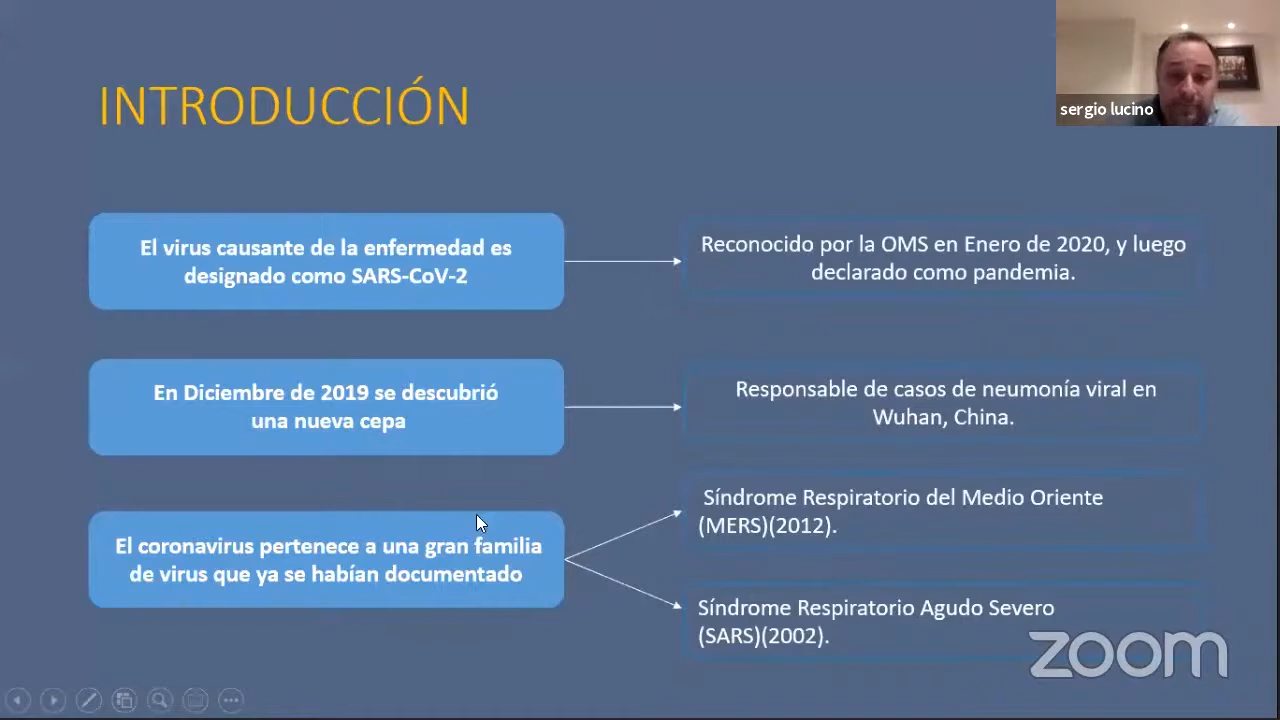 INTRODUCCIÓN
sergio lucino
El virus causante de la enfermedad es
designado como SARS-CoV-2
Reconocido por la OMS en Enero de 2020, y luego
declarado como pandemia.
En Diciembre de 2019 se descubrió
una nueva cepa
Responsable de casos de neumonía viral en
Wuhan, China.
El coronavirus pertenece a una gran familia
de virus que ya se habían documentado
Síndrome Respiratorio del Medio Oriente
(MERS)(2012).
Síndrome Respiratorio Agudo Severo
(SARS)(2002).
zoom